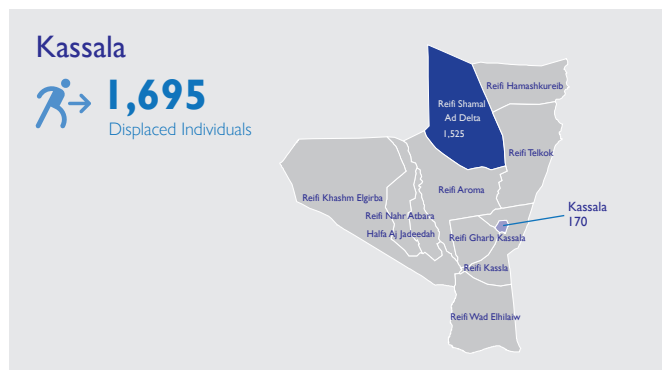 Kassala
1,695
Displaced Individuals
Reifi Hamashkureib
Reifi Shamal
Ad Delta
1,525
Reifi Telkok
Reifi Aroma
Reifi Khashm Elgirba
Kassala
170
Reifi Nahr Atbara
Halfa Aj Jadeedah
Reifi Gharb Kassala
Reifi Kassla
Reifi Wad Elhilaiw